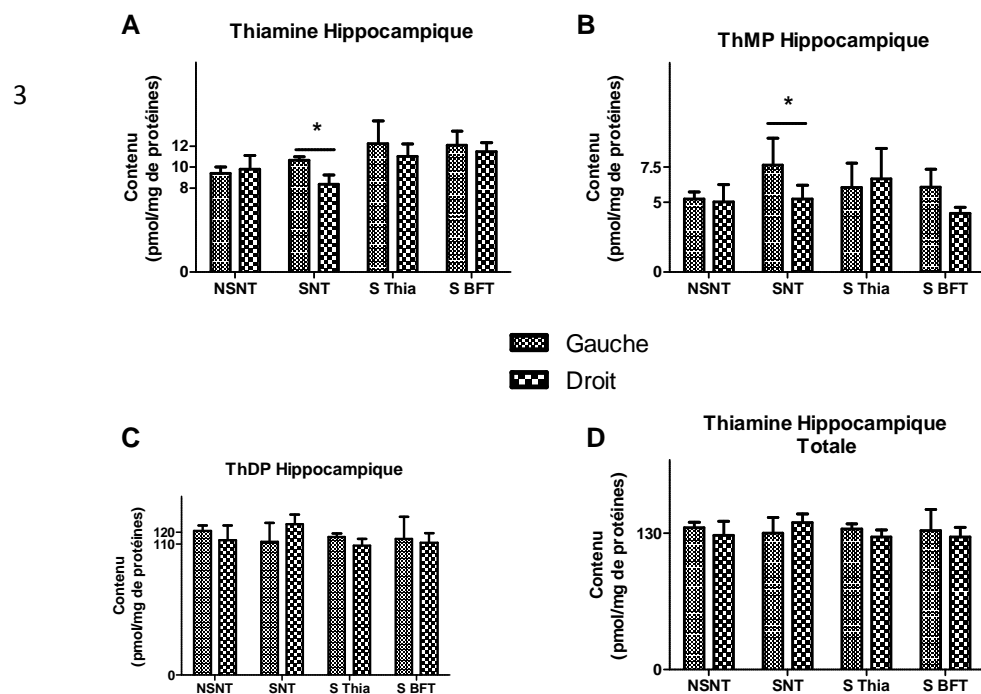 3
A
Thiamine Hippocampique
Contenu
(pmol/mg de protéines)
12
10
8
0
*
NSNT SNT S Thia S BFT
B
ThMP Hippocampique
Contenu
(pmol/mg de protéines)
7.5
5
0
*
NSNT SNT S Thia S BFT
Gauche
Droit
C
ThDP Hippocampique
Contenu
(pmol/mg de protéines)
120
110
0
NSNT SNT S Thia S BFT
D
Thiamine Hippocampique
Totale
Contenu
(pmol/mg de protéines)
130
0
NSNT SNT S Thia S BFT